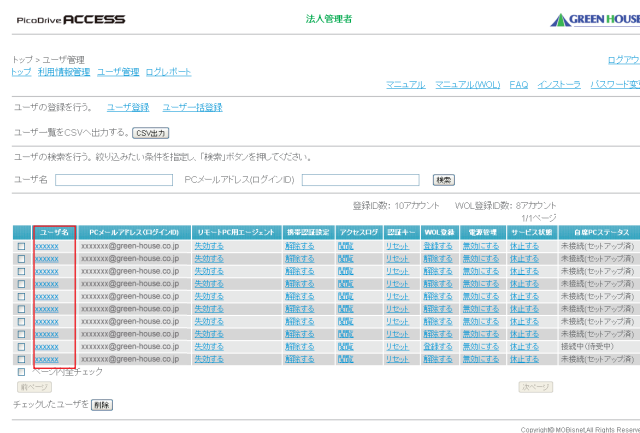 PicoDrive ACCESS 法人管理者 GREEN HOUSE
トップ > ユーザ管理 ログアウ
トップ 利用情報管理 ユーザ管理 ログレポート
マニュアル マニュアル(WOL) FAQ インストーラ パスワード変
ユーザの登録を行う。 ユーザ登録 ユーザ一括登録
ユーザ一覧をCSVへ出力する。 CSV出力
ユーザの検索を行う。絞り込みたい条件を指定し、「検索」ボタンを押してください。
ユーザ名 PCメールアドレス(ログインID) 検索
登録ID数: 10アカウント WOL登録ID数: 8アカウント
1/1ページ
ユーザ名 PCメールアドレス(ログインID) リモートPC用エージェント 携帯認証設定 アクセスログ 認証キー WOL登録 電源管理 サービス状態 自席PCステータス
xxxxxx xxxxxxx@green-house.co.jp 失効する 解除する 閲覧 リセット 登録する 無効にする 休止する 未接続(セットアップ済)
xxxxxx xxxxxxx@green-house.co.jp 失効する 解除する 閲覧 リセット 解除する 無効にする 休止する 未接続(セットアップ済)
xxxxxx xxxxxxx@green-house.co.jp 失効する 解除する 閲覧 リセット 解除する 無効にする 休止する 未接続(セットアップ済)
xxxxxx xxxxxxx@green-house.co.jp 失効する 解除する 閲覧 リセット 解除する 無効にする 休止する 未接続(セットアップ済)
xxxxxx xxxxxxx@green-house.co.jp 失効する 解除する 閲覧 リセット 解除する 無効にする 休止する 未接続(セットアップ済)
xxxxxx xxxxxxx@green-house.co.jp 失効する 解除する 閲覧 リセット 解除する 無効にする 休止する 未接続(セットアップ済)
xxxxxx xxxxxxx@green-house.co.jp 失効する 解除する 閲覧 リセット 解除する 無効にする 休止する 未接続(セットアップ済)
xxxxxx xxxxxxx@green-house.co.jp 失効する 解除する 閲覧 リセット 解除する 無効にする 休止する 未接続(セットアップ済)
xxxxxx xxxxxxx@green-house.co.jp 失効する 解除する 閲覧 リセット 登録する 無効にする 休止する 接続中(待受中)
xxxxxx xxxxxxx@green-house.co.jp 失効する 解除する 閲覧 リセット 解除する 無効にする 休止する 未接続(セットアップ済)
ページ内全チェック
前ページ 次ページ
チェックしたユーザを 削除
Copyright© MOBisnet.All Rights Reserve